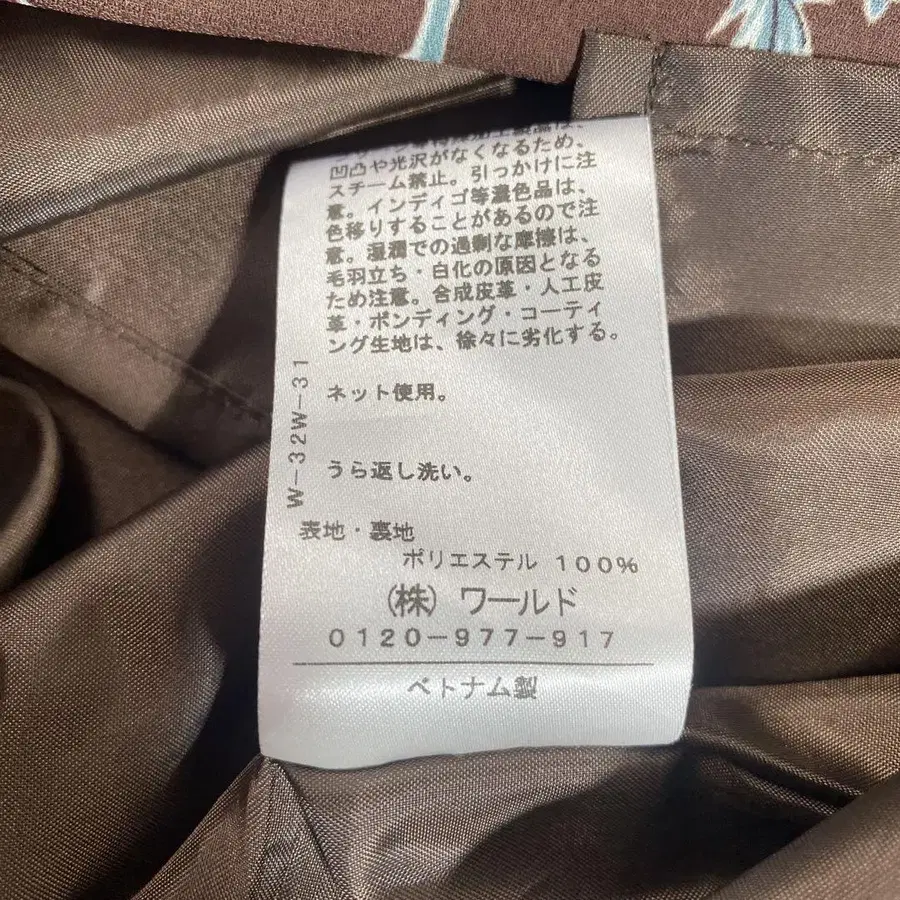 凹凸や光沢がなくなるため、
スチーム禁止。引っかけに注
意。インディゴ等濃色品は、
色移りすることがあるので注
意。湿潤での過剰な摩擦は、
毛羽立ち・白化の原因となる
ため注意。合成皮革・人工皮
革・ボンディング・コーティ
ング生地は、徐々に劣化する。
ネット使用。
うら返し洗い。
W-32W-31
表地・裏地
ポリエステル 100%
(株) ワールド
0120-977-917
ベトナム製